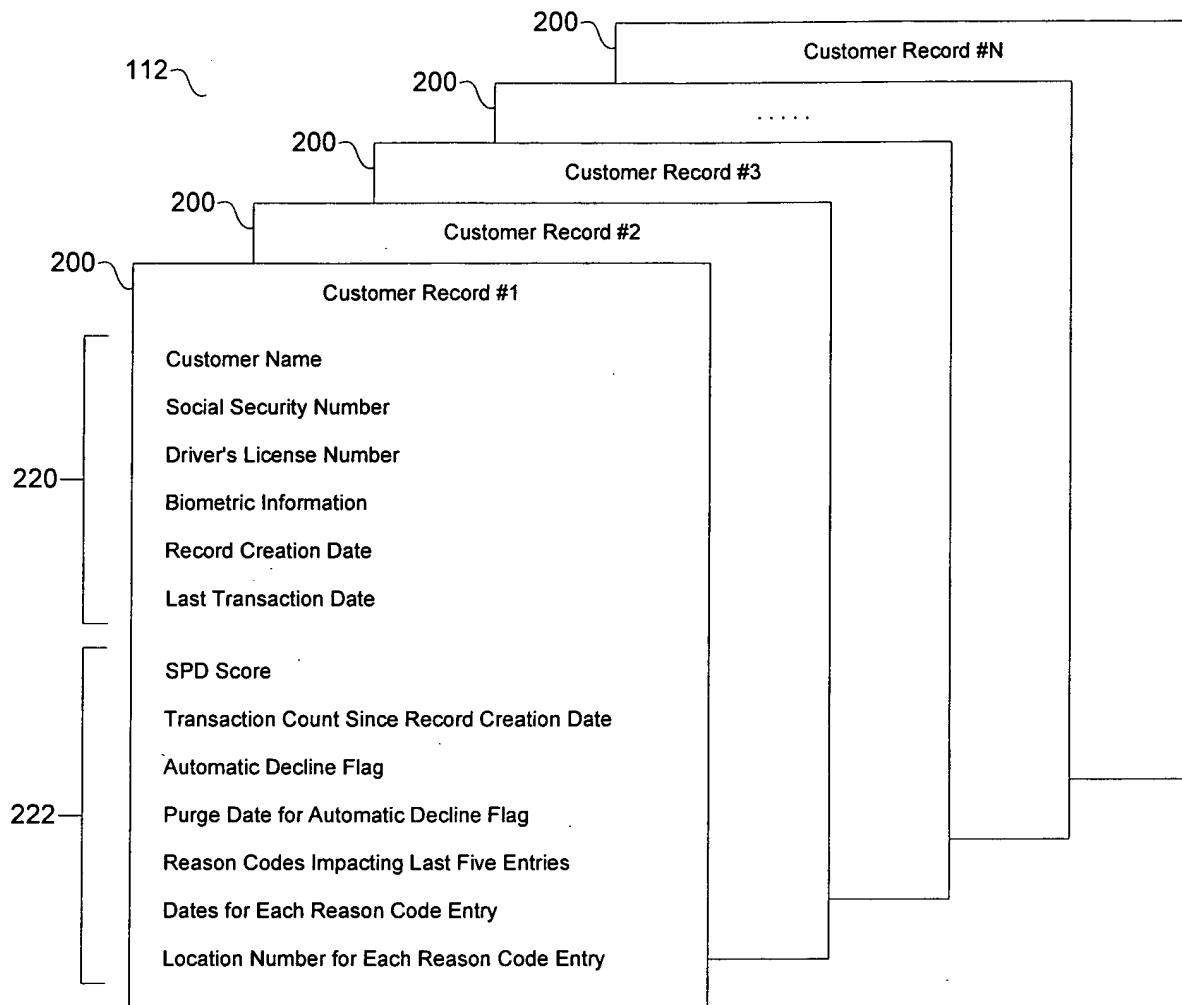 200
Customer Record #N
112
200
.....
200
Customer Record #3
200
Customer Record #2
200
Customer Record #1
Customer Name
Social Security Number
Driver's License Number
220
Biometric Information
Record Creation Date
Last Transaction Date
SPD Score
Transaction Count Since Record Creation Date
Automatic Decline Flag
222
Purge Date for Automatic Decline Flag
Reason Codes Impacting Last Five Entries
Dates for Each Reason Code Entry
Location Number for Each Reason Code Entry